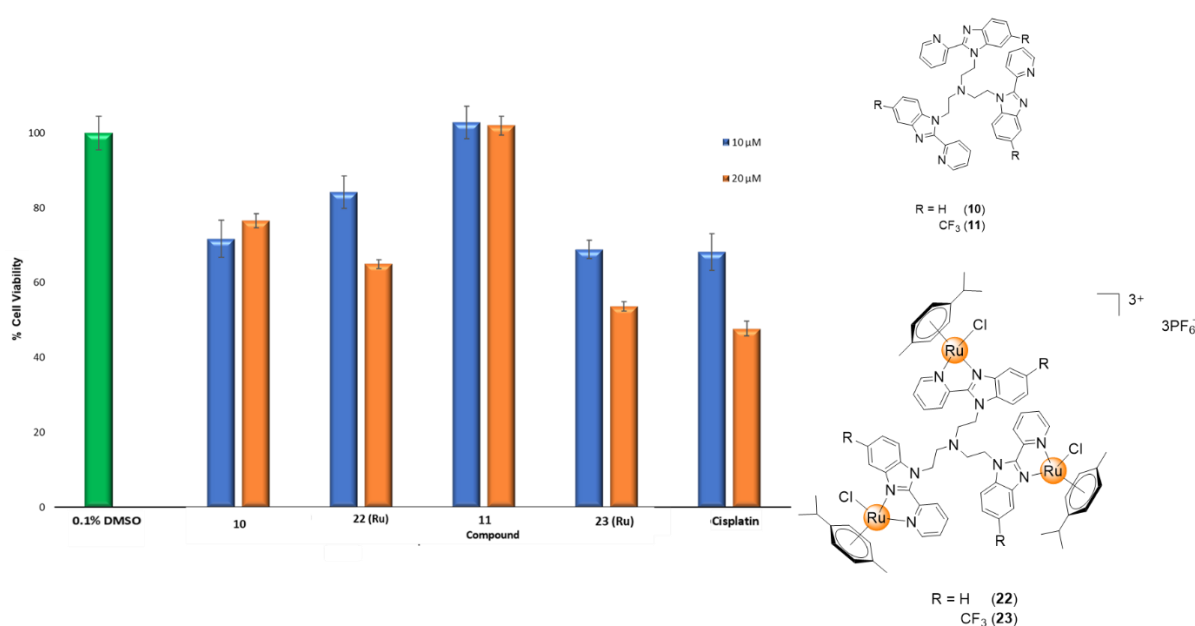 % Cell Viability
100
80
60
40
20
0
10 µM
20 µM
0.1% DMSO
10
22 (Ru)
11
23 (Ru)
Cisplatin
Compound
N
N
N
R
N
N
R
N
N
N
N
N
R
R = H (10)
CF3 (11)
3+
3PF6-
Cl
Ru
N
N
R
N
R
N
N
N
N
N
N
N
Cl
Ru
Cl
Ru
R
R = H (22)
CF3 (23)